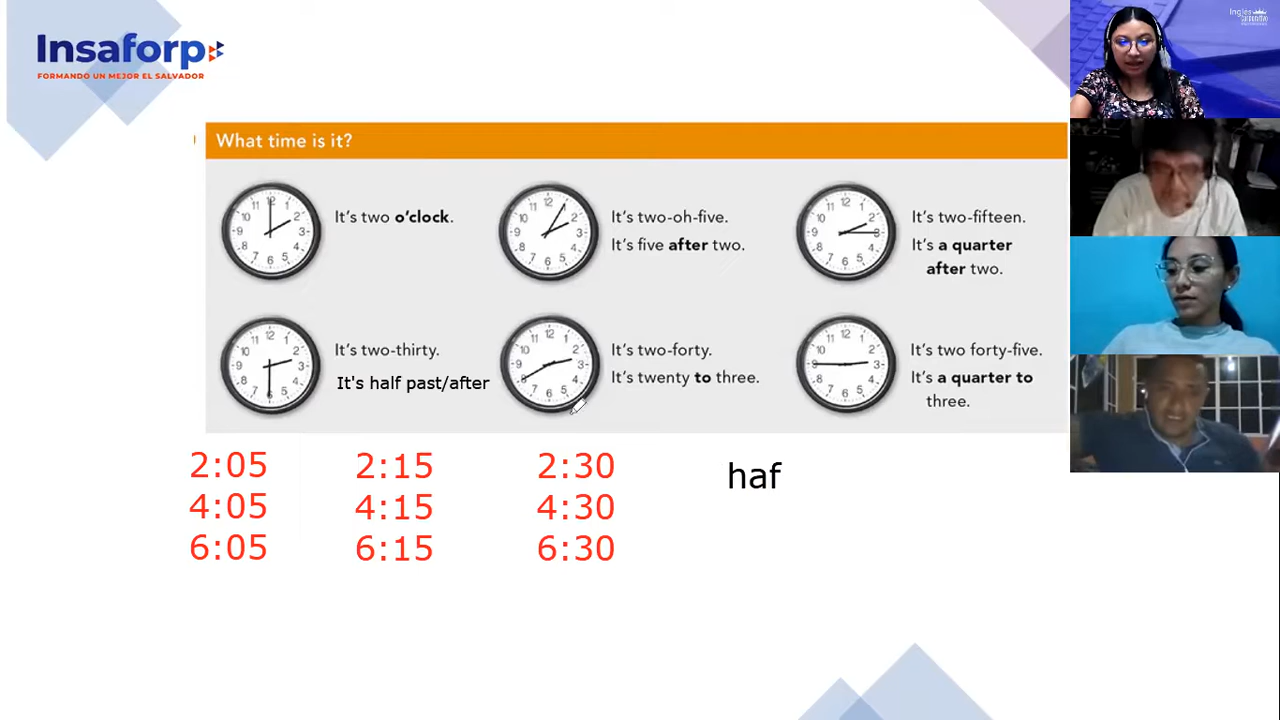 Insaforp
FORMANDO UN MEJOR EL SALVADOR
What time is it?
It's two o'clock.
It's two-oh-five.
It's five after two.
It's two-fifteen.
It's a quarter
after two.
It's two-thirty.
It's half past/after
It's two-forty.
It's twenty to three.
It's two forty-five.
It's a quarter to
three.
2:05 2:15 2:30
4:05 4:15 4:30
6:05 6:15 6:30
haf